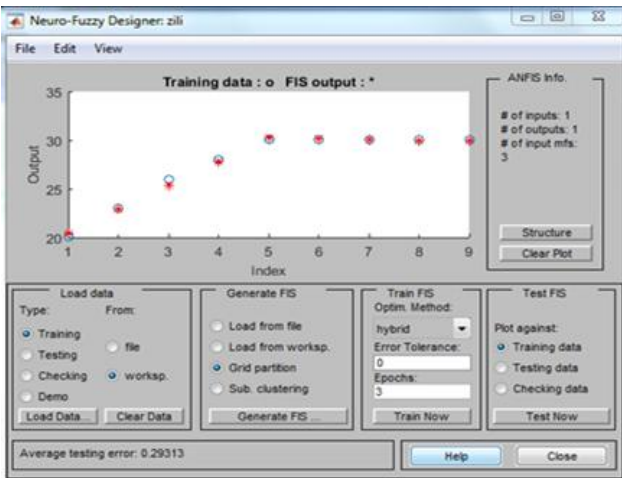 Neuro-Fuzzy Designer: zili
File Edit View
Training data : o FIS output : *
35
30
25
20
Output
1 2 3 4 5 6 7 8 9
Index
ANFIS Info.
# of inputs: 1
# of outputs: 1
# of input mfs:
3
Structure
Clear Plot
Load data
Type: From:
Training
Testing
Checking
Demo
file
worksp.
Load Data... Clear Data
Generate FIS
Load from file
Load from worksp.
Grid partition
Sub. clustering
Generate FIS ...
Train FIS
Optim. Method:
hybrid
Error Tolerance:
0
Epochs:
3
Train Now
Test FIS
Plot against:
Training data
Testing data
Checking data
Test Now
Average testing error: 0.29313
Help
Close